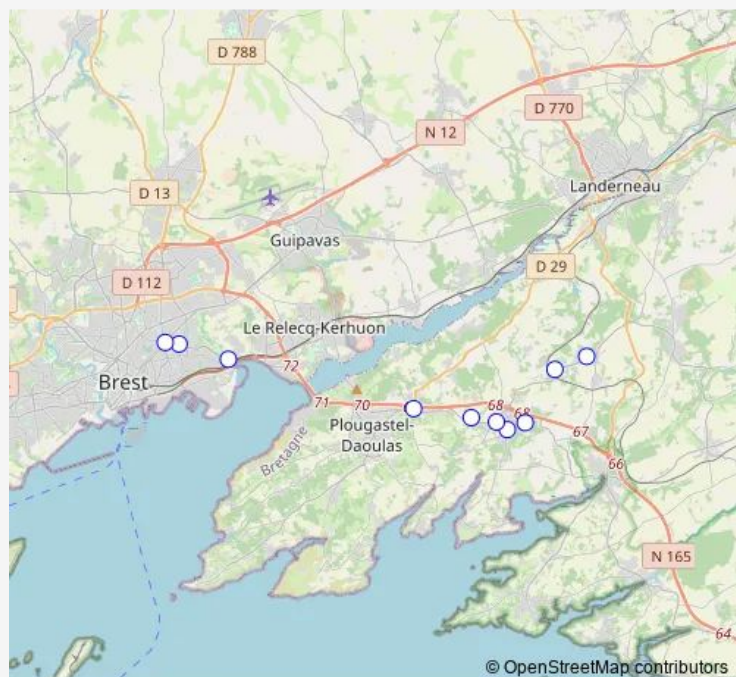 D 788
N 12
D 770
Landerneau
D 13
Guipavas
D 29
D 112
Le Relecq-Kerhuon
72
Brest
71
70
68
68
67
66
Plougastel-
Daoulas
Bretagne
N 165
64
© OpenStreetMap contributors